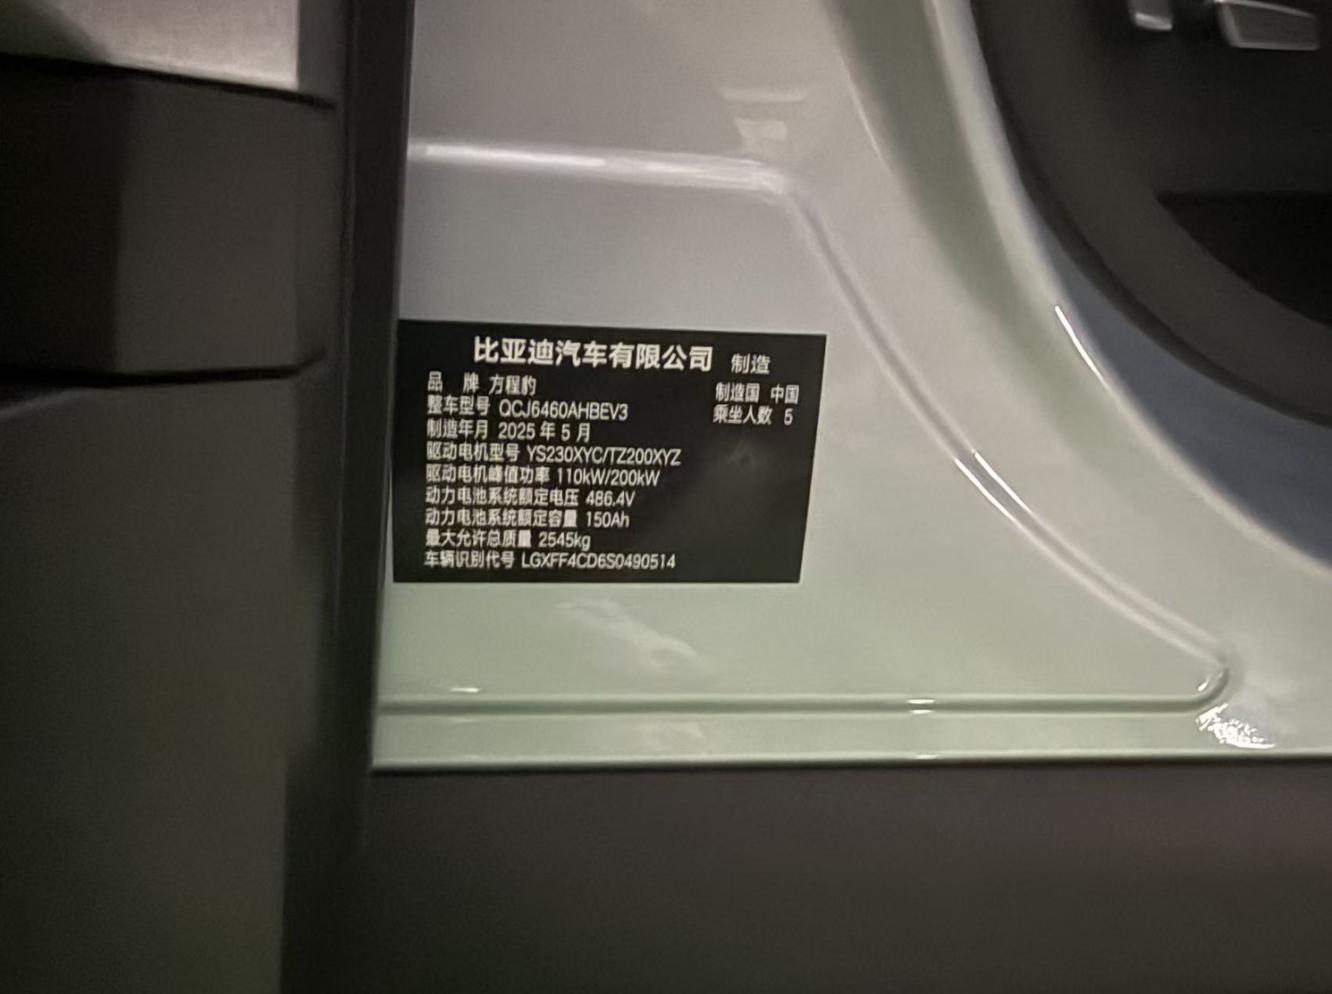 比亚迪汽车有限公司 制造
品 牌 方程豹 制造国 中国
整车型号 QCJ6460AHBEV3 乘坐人数 5
制造年月 2025 年 5 月
驱动电机型号 YS230XYC/TZ200XYZ
驱动电机峰值功率 110kW/200kW
动力电池系统额定电压 486.4V
动力电池系统额定容量 150Ah
最大允许总质量 2545kg
车辆识别代号 LGXFF4CD6S0490514